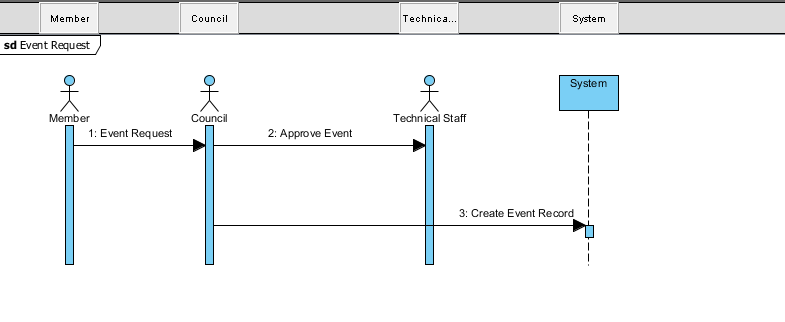 Member
Council
Technica...
System
sd Event Request
System
Member
Council
Technical Staff
1: Event Request
2: Approve Event
3: Create Event Record